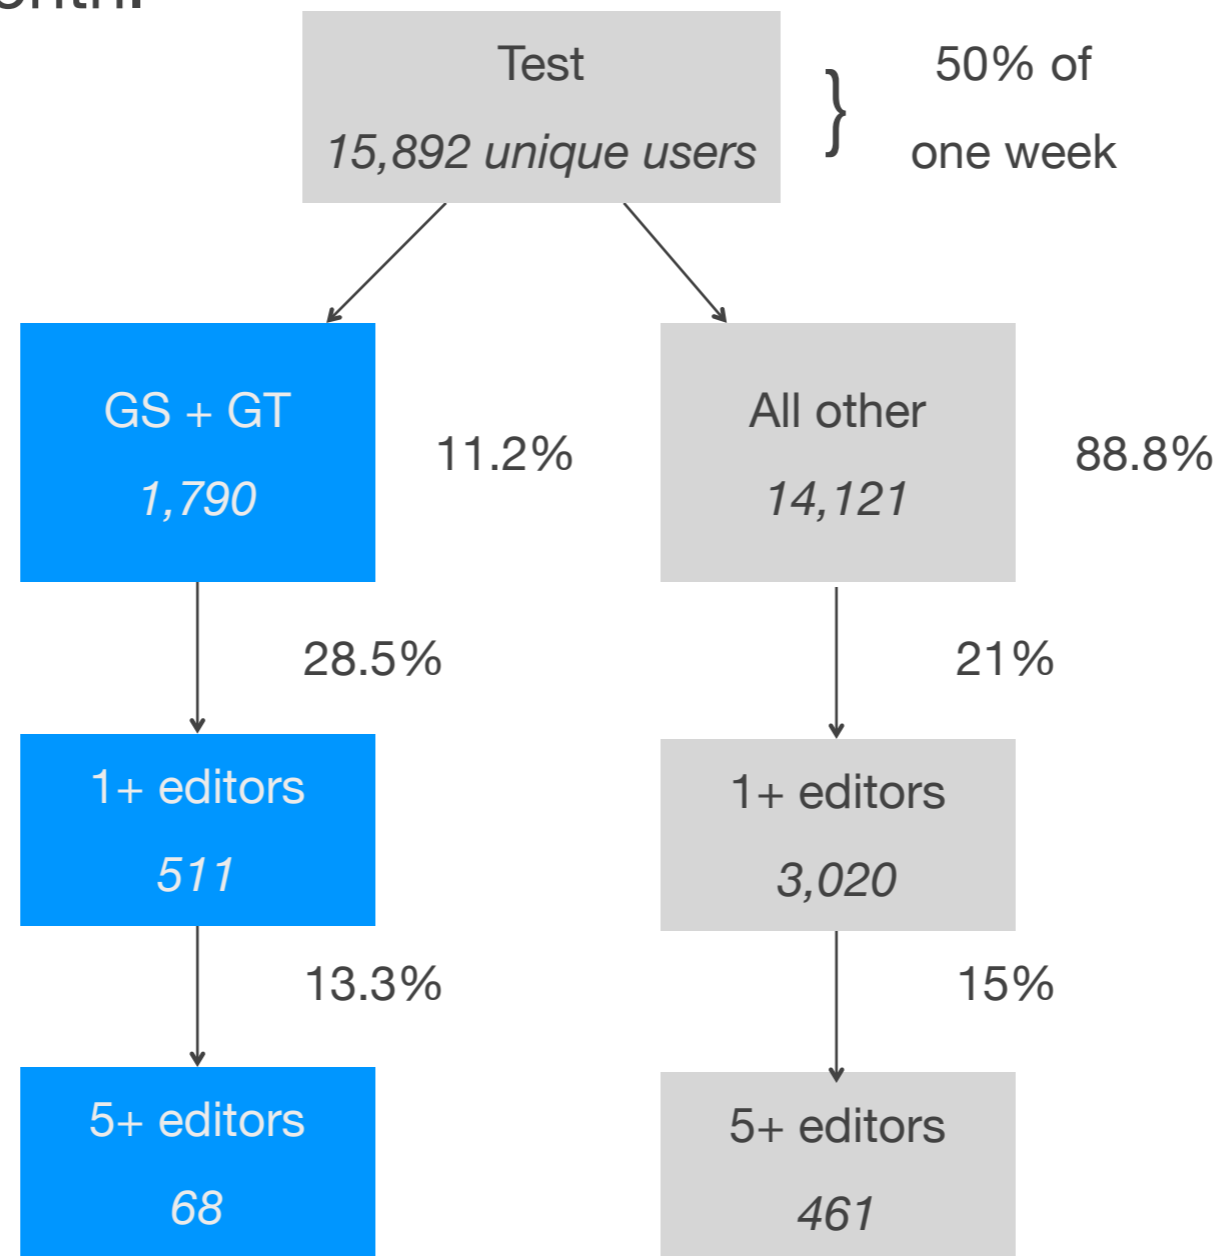 Test
15,892 unique users
}
50% of
one week
GS + GT
1,790
11.2%
All other
14,121
88.8%
28.5%
21%
1+ editors
511
1+ editors
3,020
13.3%
15%
5+ editors
68
5+ editors
461